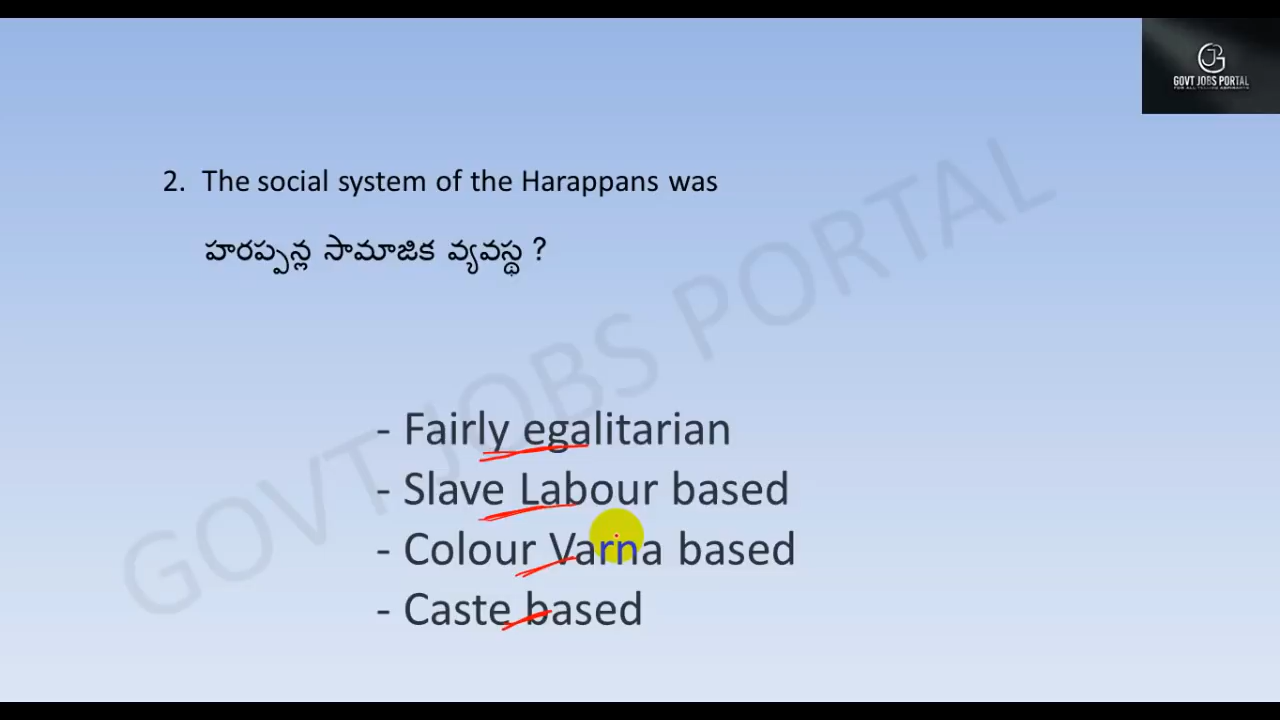 GOVT JOBS PORTAL
2. The social system of the Harappans was
హరప్పన్ల సామాజిక వ్యవస్థ ?
- Fairly egalitarian
- Slave Labour based
- Colour Varna based
- Caste based
GOVT JOBS PORTAL